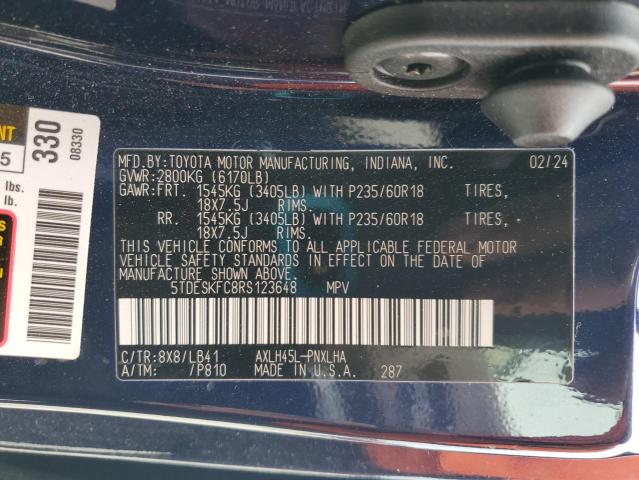 MFD.BY:TOYOTA MOTOR MANUFACTURING, INDIANA, INC. 02/24
GVWR:2800KG (6170LB)
GAWR:FRT. 1545KG (3405LB) WITH P235/60R18 TIRES,
18X7.5J RIMS,
RR. 1545KG (3405LB) WITH P235/60R18 TIRES,
18X7.5J RIMS.
THIS VEHICLE CONFORMS TO ALL APPLICABLE FEDERAL MOTOR
VEHICLE SAFETY STANDARDS IN EFFECT ON THE DATE OF
MANUFACTURE SHOWN ABOVE.
5TDESKFC8RS123648 MPV
C/TR:8X8/LB41 AXLH45L-PNXLHA
A/TM: /P810 MADE IN U.S.A. 287
330
08330
NT
5
lbs.
lbs.